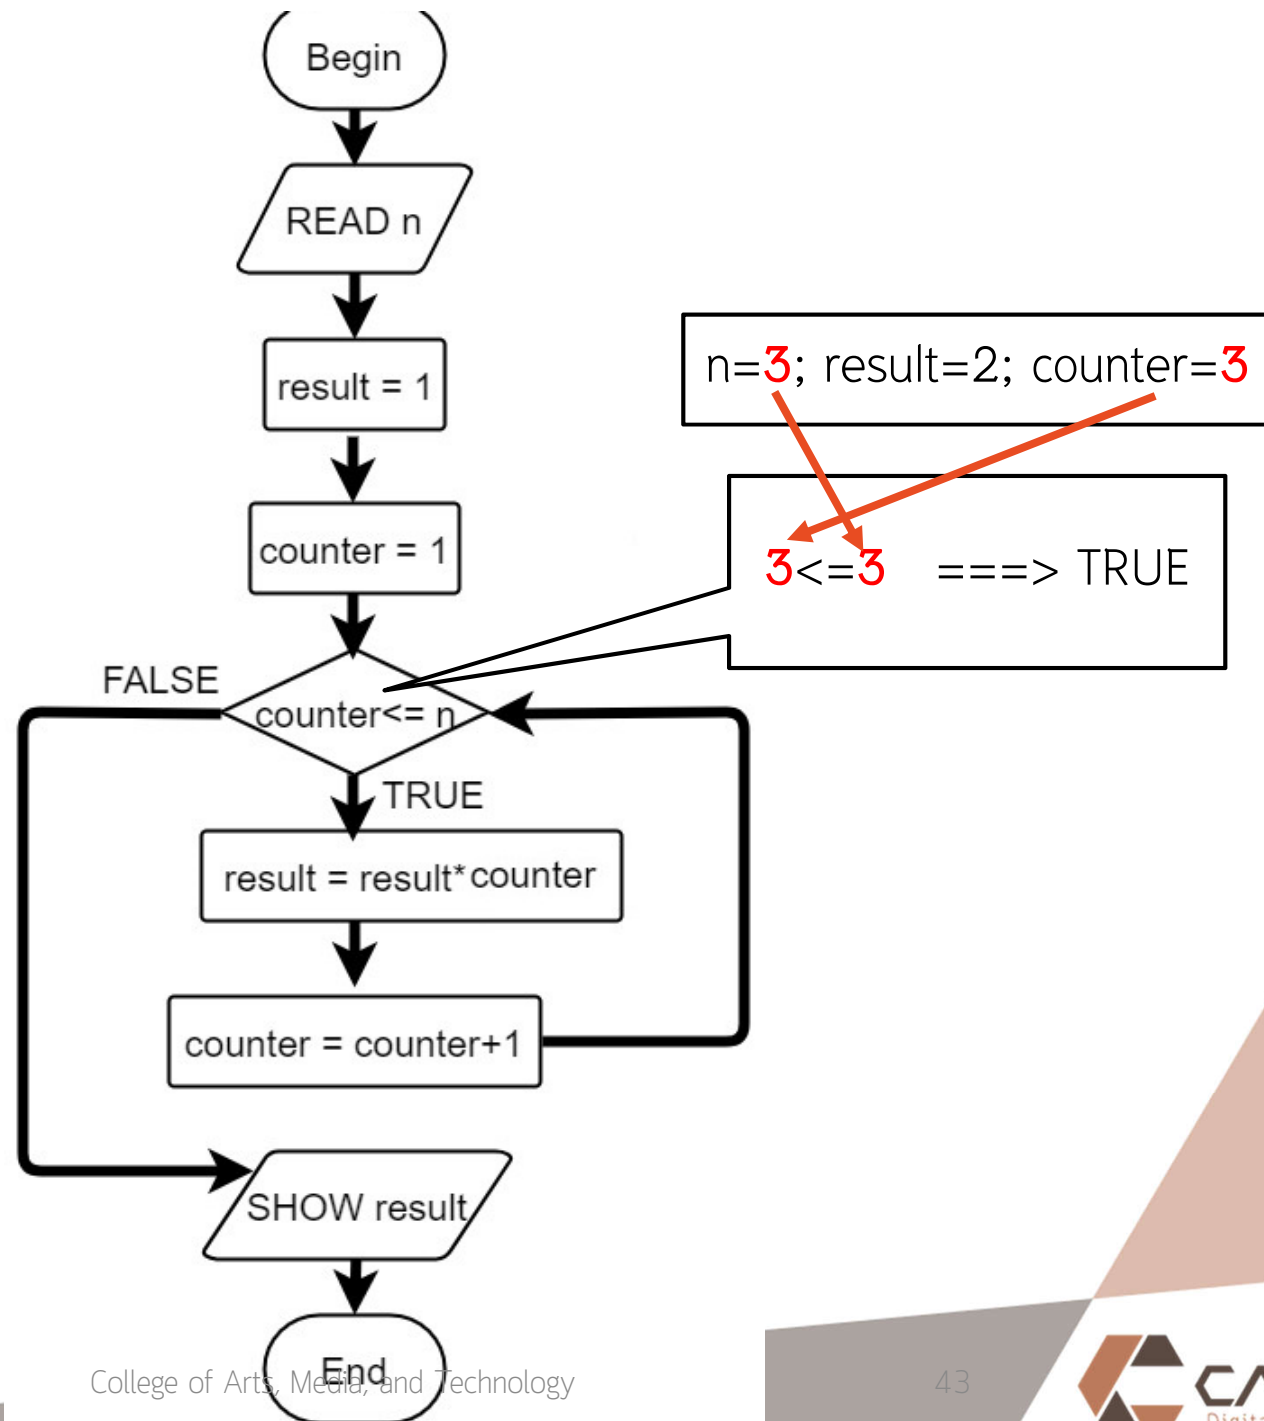 Begin
READ n
result = 1
n=3; result=2; counter=3
counter = 1
3<=3 ===> TRUE
FALSE
counter<= n
TRUE
result = result*counter
counter = counter+1
SHOW result
End
College of Arts, Media, and Technology
43